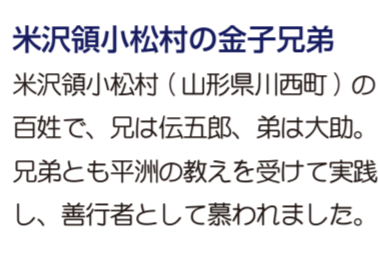 米沢領小松村の金子兄弟
米沢領小松村（山形県川西町）の
百姓で、兄は伝五郎、弟は大助。
兄弟とも平洲の教えを受けて実践
し、善行者として慕われました。